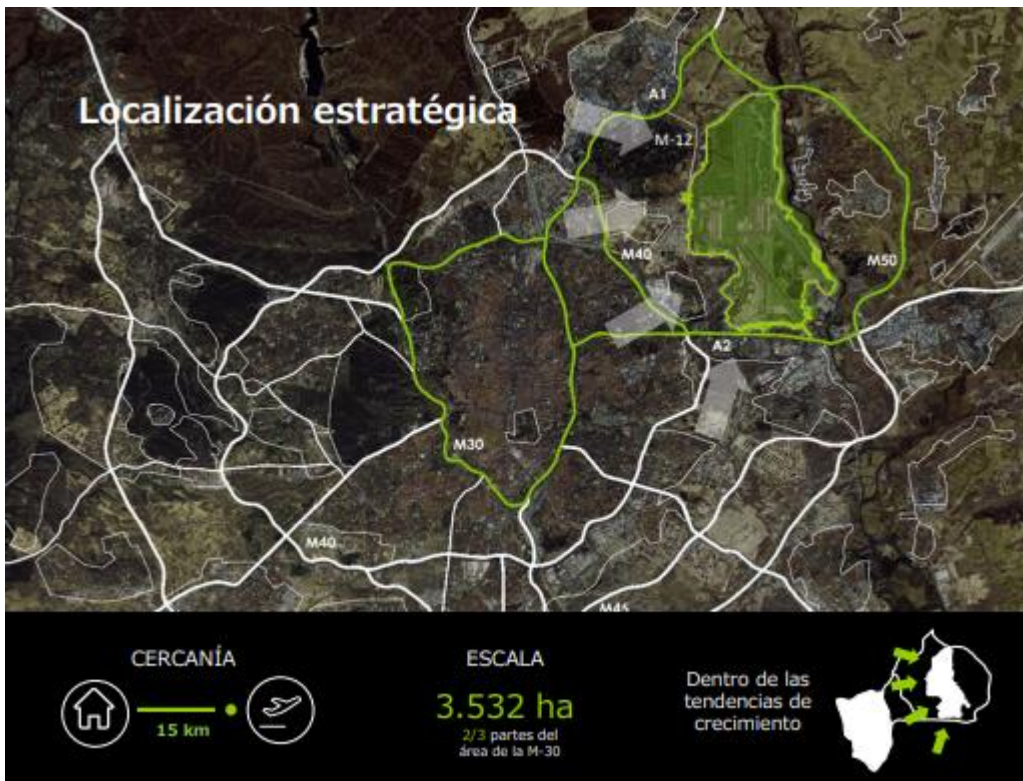 Localización estratégica
A1
M-12
M40
M50
A2
M30
M40
M45
CERCANÍA
15 km
ESCALA
3.532 ha
2/3 partes del
área de la M-30
Dentro de las
tendencias de
crecimiento